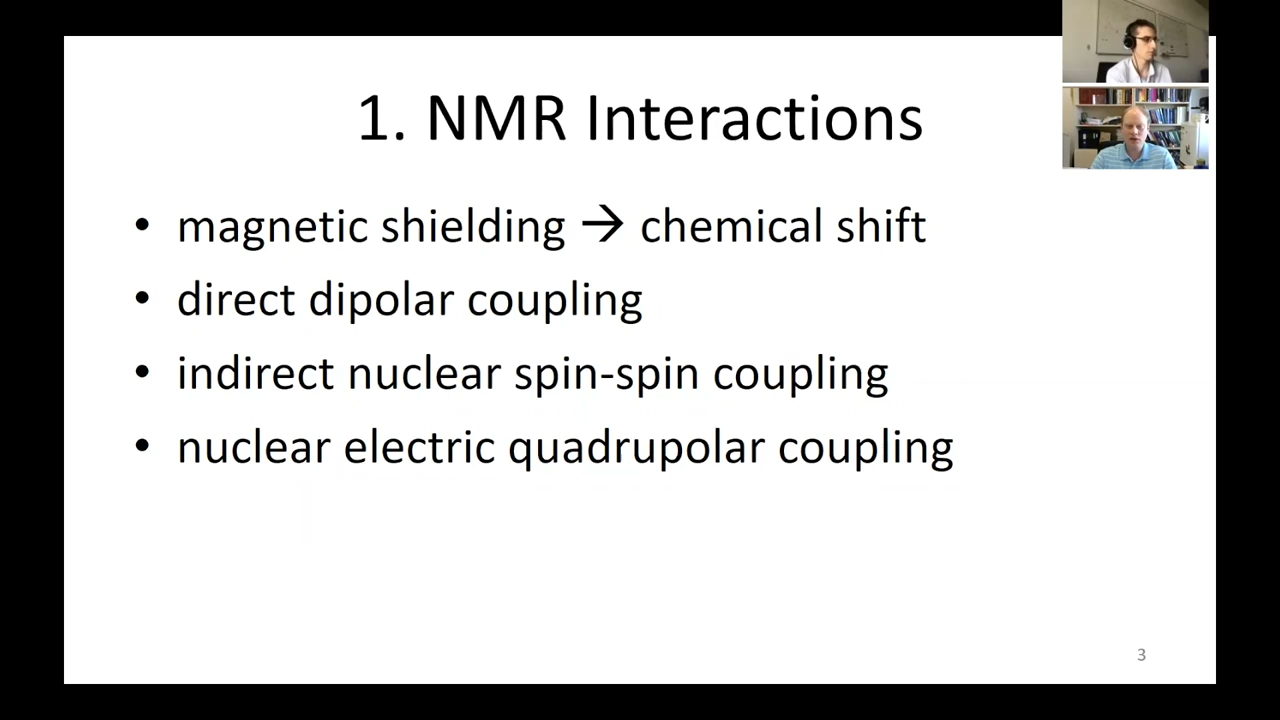 1. NMR Interactions
• magnetic shielding → chemical shift
• direct dipolar coupling
• indirect nuclear spin-spin coupling
• nuclear electric quadrupolar coupling
3